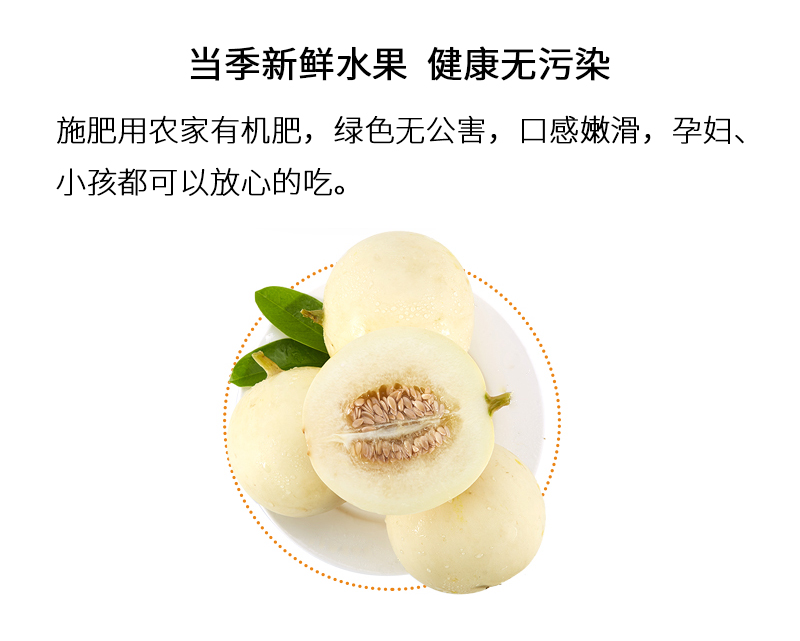 当季新鲜水果 健康无污染
施肥用农家有机肥，绿色无公害，口感嫩滑，孕妇、
小孩都可以放心的吃。